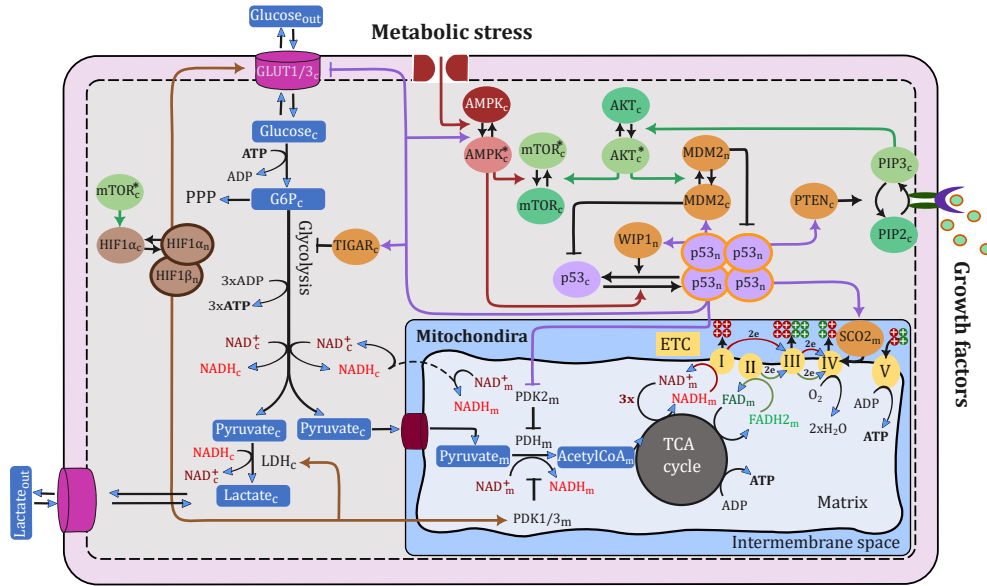 Glucose_out
Metabolic stress
GLUT1/3_c
Glucose_c
ATP
ADP
PPP
G6P_c
Glycolysis
TIGAR_c
3xADP
3xATP
mTOR*_c
HIF1α_c
HIF1α_n
HIF1β_n
AMPK_c
AMPK*_c
mTOR*_c
mTOR_c
AKT_c
AKT*_c
MDM2_n
MDM2_c
WIP1_n
p53_c
p53_n
p53_n
p53_n
p53_n
PTEN_c
PIP3_c
PIP2_c
Growth factors
NAD+_c
NADH_c
NAD+_c
NADH_c
Pyruvate_c
Pyruvate_c
NADH_c
NAD+_c
LDH_c
Lactate_c
Lactate_out
Mitochondira
ETC
2e
2e
2e
2e
I
II
III
IV
V
SCO2_m
NAD+_m
NADH_m
PDK2_m
PDH_m
Pyruvate_m
AcetylCoA_m
NAD+_m
NADH_m
PDK1/3_m
3x
NAD+_m
NADH_m
FAD_m
FADH2_m
O2
2xH2O
ADP
ATP
TCA
cycle
ATP
ADP
Matrix
Intermembrane space